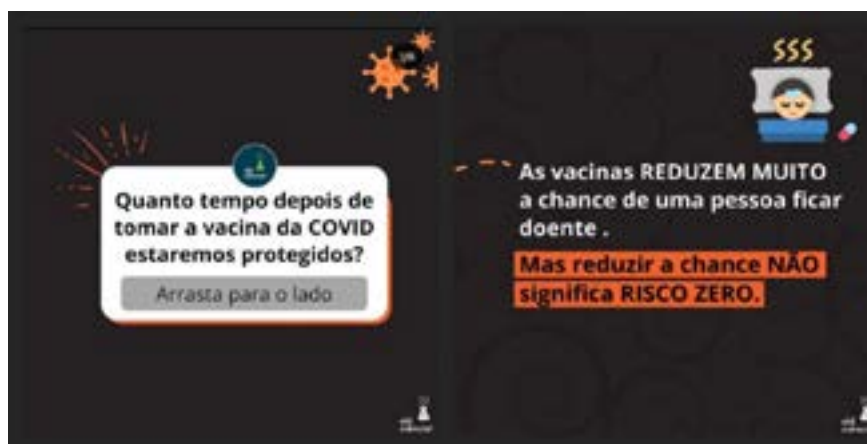 Quanto tempo depois de
tomar a vacina da COVID
estaremos protegidos?
Arrasta para o lado
As vacinas REDUZEM MUITO
a chance de uma pessoa ficar
doente .
Mas reduzir a chance NÃO
significa RISCO ZERO.